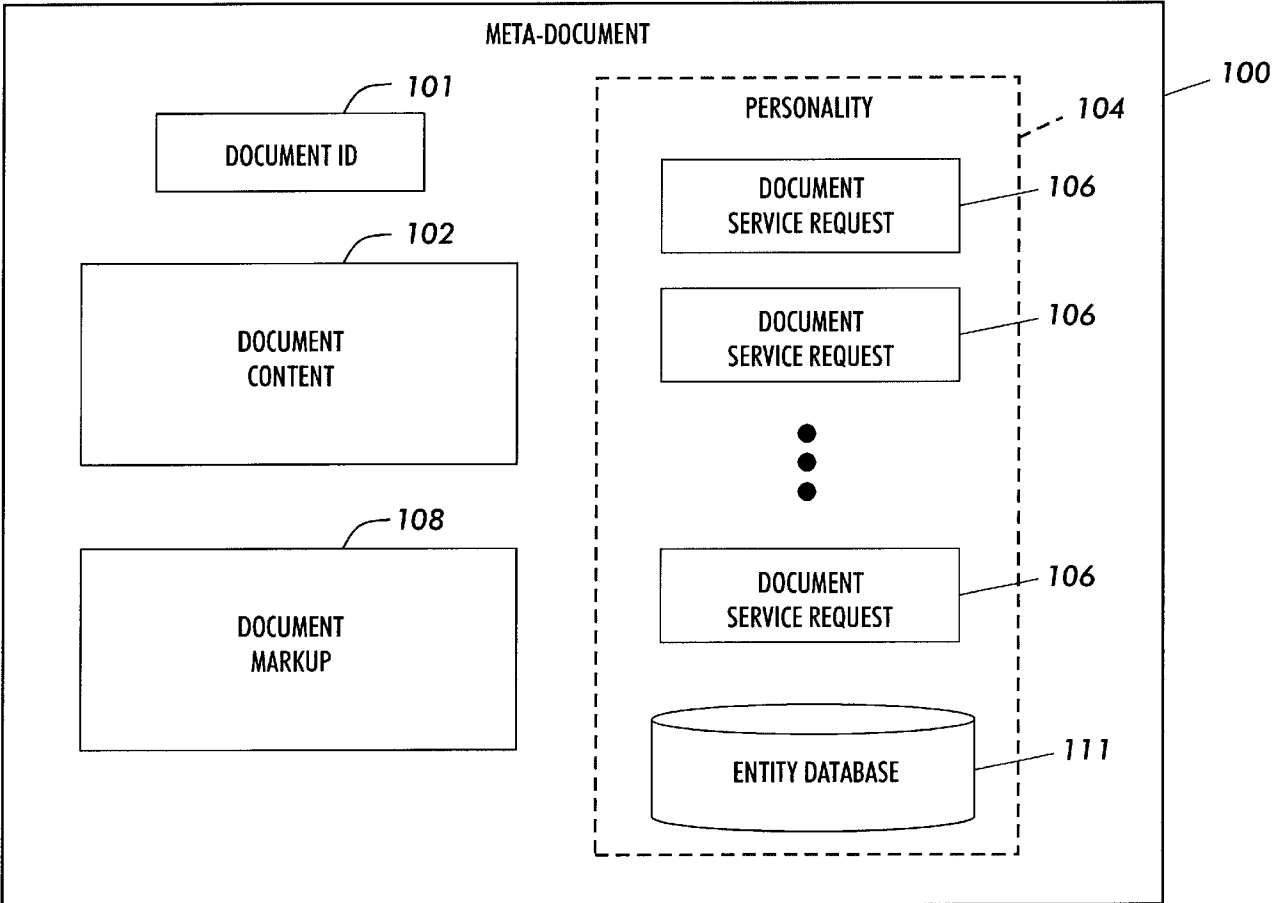 META-DOCUMENT
100
101
DOCUMENT ID
102
DOCUMENT
CONTENT
108
DOCUMENT
MARKUP
PERSONALITY
104
DOCUMENT
SERVICE REQUEST
106
DOCUMENT
SERVICE REQUEST
106
DOCUMENT
SERVICE REQUEST
106
ENTITY DATABASE
111